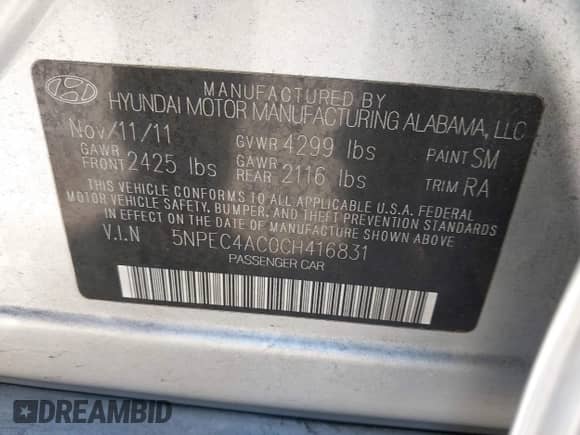 MANUFACTURED BY
HYUNDAI MOTOR MANUFACTURING ALABAMA, LLC
Nov/11/11 GVWR 4299 lbs PAINT SM
GAWR FRONT 2425 lbs GAWR REAR 2116 lbs TRIM RA
THIS VEHICLE CONFORMS TO ALL APPLICABLE U.S.A. FEDERAL
MOTOR VEHICLE SAFETY, BUMPER, AND THEFT PREVENTION STANDARDS
IN EFFECT ON THE DATE OF MANUFACTURE SHOWN ABOVE.
V.I.N 5NPEC4AC0CH416831
PASSENGER CAR
DREAMBID